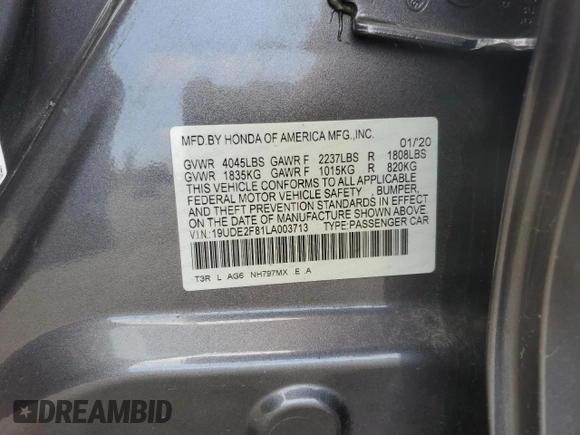 MFD.BY HONDA OF AMERICA MFG.,INC. 01/'20
GVWR 4045LBS GAWR F 2237LBS R 1808LBS
GVWR 1835KG GAWR F 1015KG R 820KG
THIS VEHICLE CONFORMS TO ALL APPLICABLE
FEDERAL MOTOR VEHICLE SAFETY BUMPER,
AND THEFT PREVENTION STANDARDS IN EFFECT
ON THE DATE OF MANUFACTURE SHOWN ABOVE.
V.I.N.:19UDE2F81LA003713 TYPE:PASSENGER CAR
T3R L AG6 NH797MX E A
DREAMBID